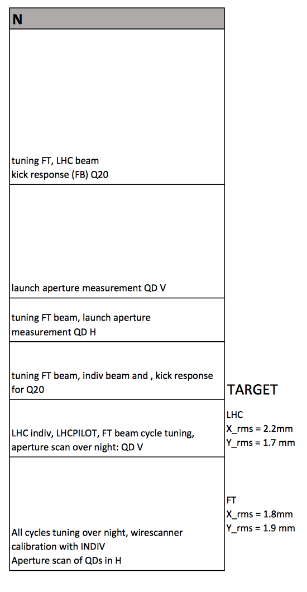 N
tuning FT, LHC beam
kick response (FB) Q20
launch aperture measurement QD V
tuning FT beam, launch aperture
measurement QD H
tuning FT beam, indiv beam and , kick response
for Q20
TARGET
LHC
X_rms = 2.2mm
Y_rms = 1.7 mm
LHC indiv, LHCPILOT, FT beam cycle tuning,
aperture scan over night: QD V
FT
X_rms = 1.8mm
Y_rms = 1.9 mm
All cycles tuning over night, wirescanner
calibration with INDIV
Aperture scan of QDs in H